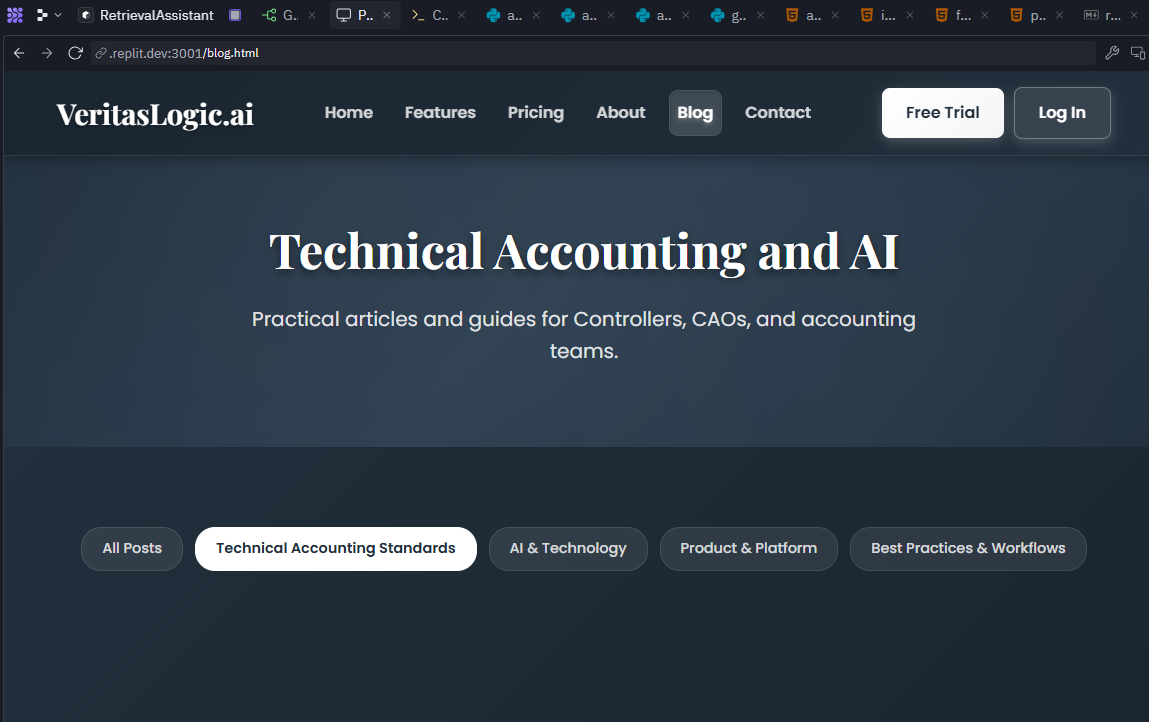 RetrievalAssistant G.. P.. C.. a.. a.. a.. g.. a.. i... f... p.. r...
.replit.dev:3001/blog.html
VeritasLogic.ai Home Features Pricing About Blog Contact Free Trial Log In
Technical Accounting and AI
Practical articles and guides for Controllers, CAOs, and accounting
teams.
All Posts Technical Accounting Standards AI & Technology Product & Platform Best Practices & Workflows